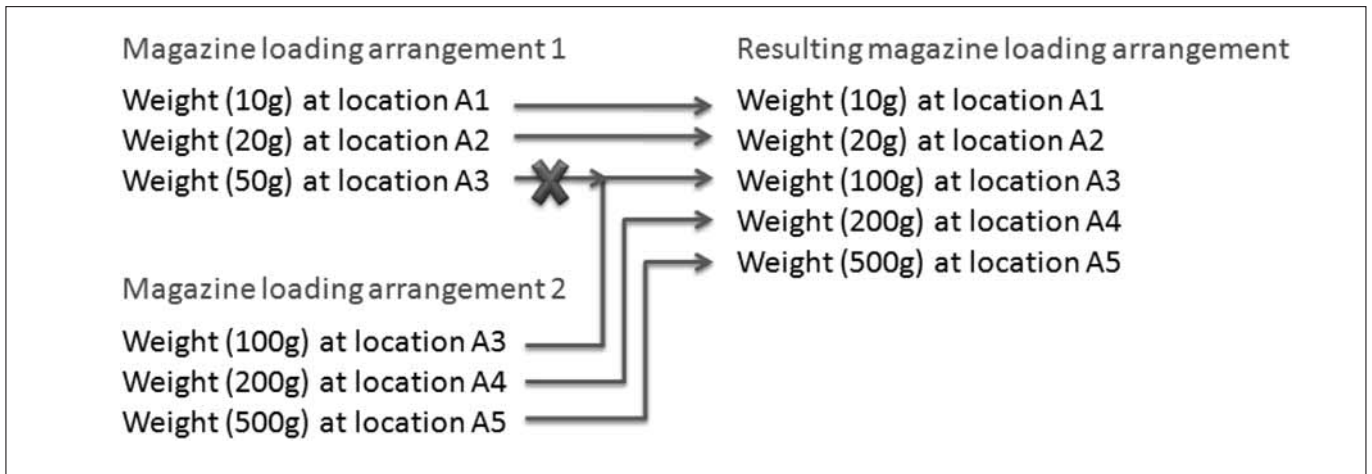 Magazine loading arrangement 1
Weight (10g) at location A1
Weight (20g) at location A2
Weight (50g) at location A3
Magazine loading arrangement 2
Weight (100g) at location A3
Weight (200g) at location A4
Weight (500g) at location A5
Resulting magazine loading arrangement
Weight (10g) at location A1
Weight (20g) at location A2
Weight (100g) at location A3
Weight (200g) at location A4
Weight (500g) at location A5